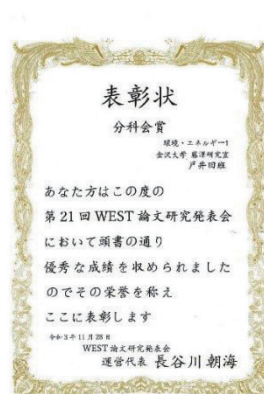 表彰状
分科会賞
環境・エネルギー1
金沢大学 藤澤研究室
戸井田班
あなた方はこの度の
第21回WEST論文研究発表会
において頭書の通り
優秀な成績を収められました
のでその栄誉を称え
ここに表彰します
令和3年11月28日
WEST論文研究発表会
運営代表 長谷川朝海